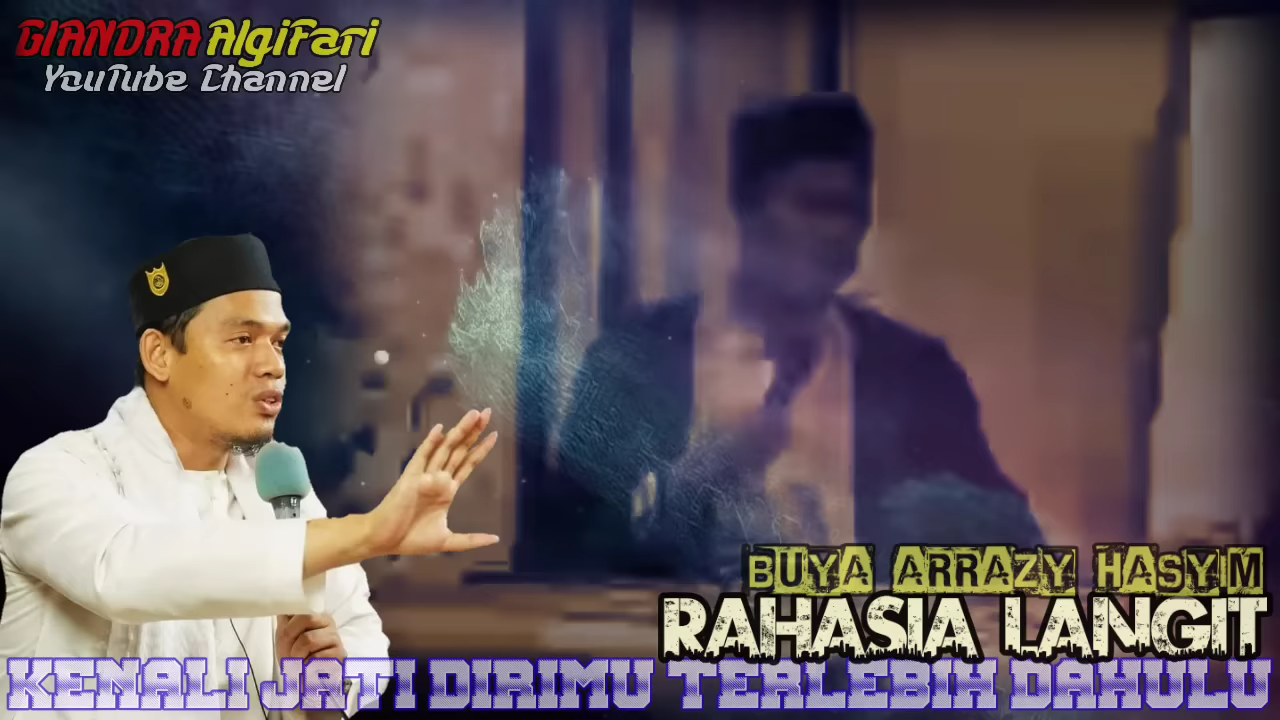 GIANDRA AlgiFari
YouTube Channel
BUYA ARRAZY HASYIM
RAHASIA LANGIT
KENALI JATI DIRIMU TERLEBIH DAHULU